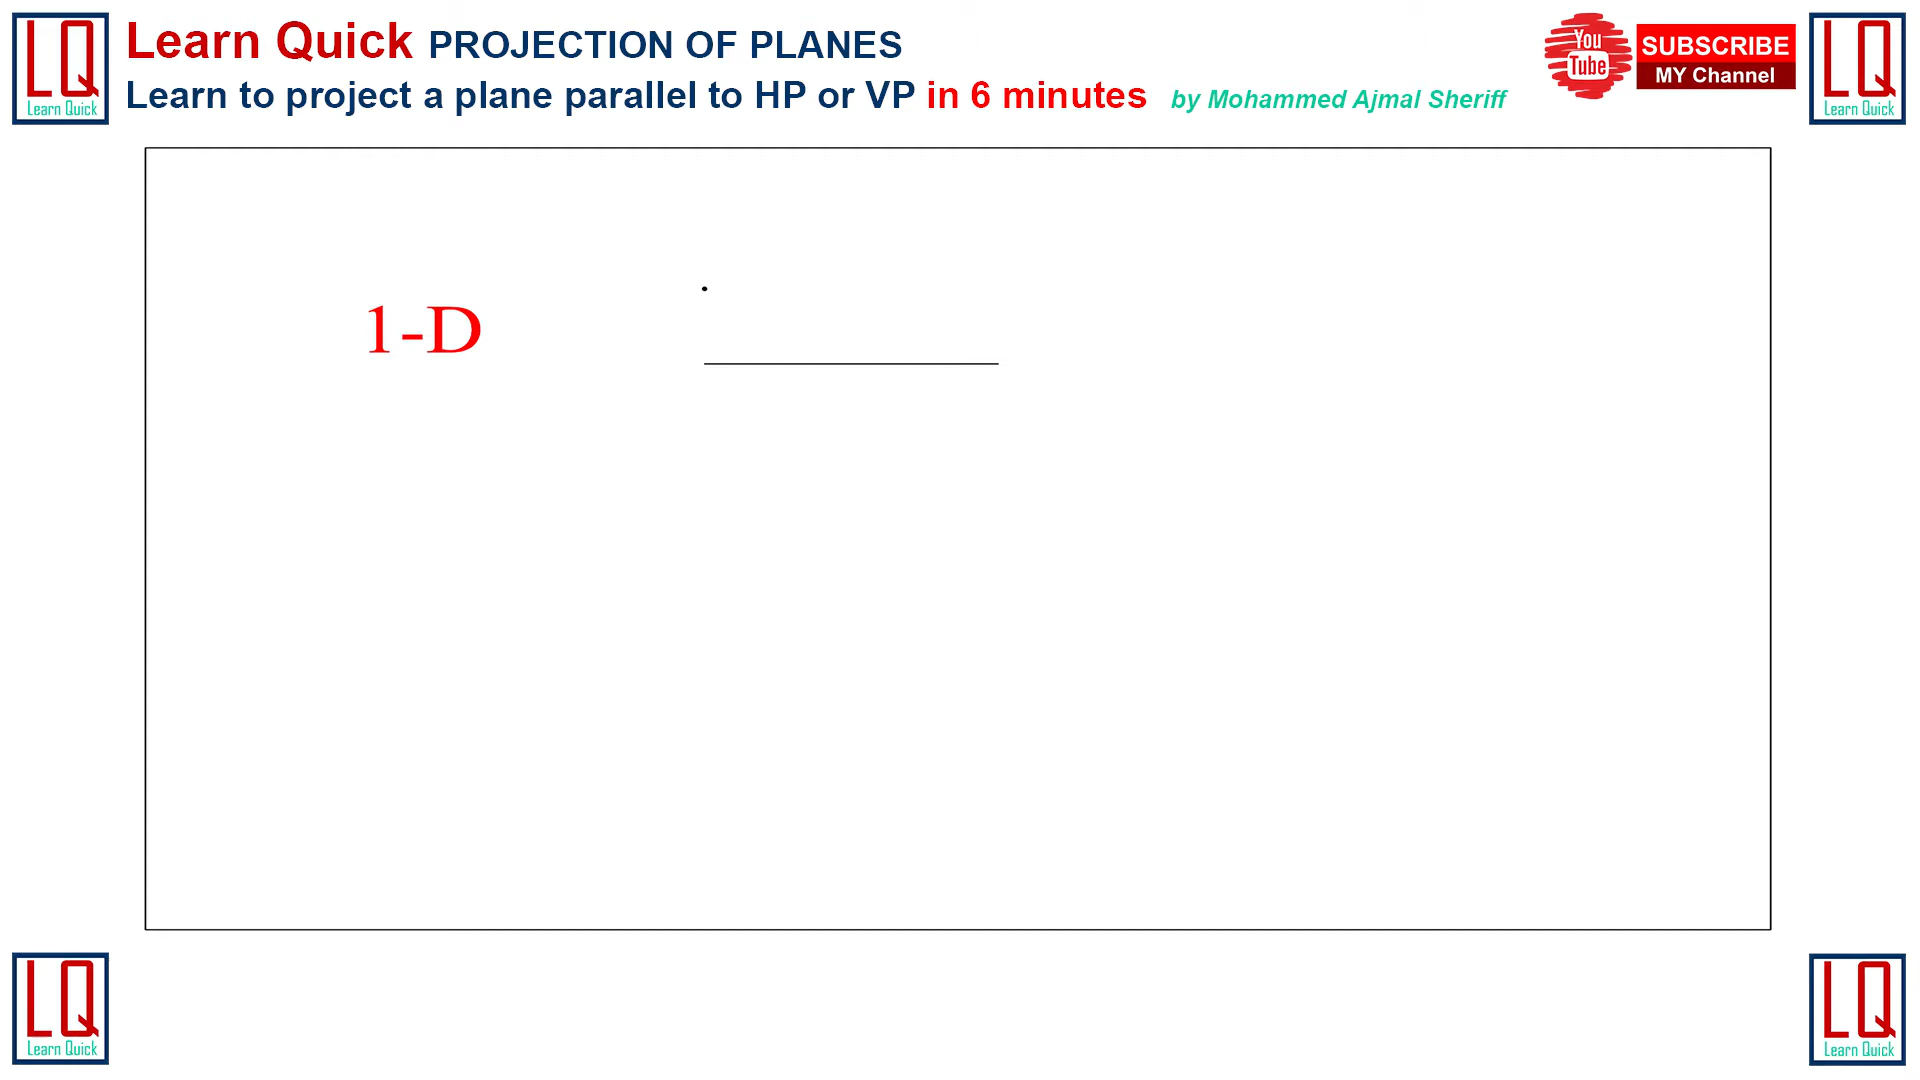 LQ
Learn Quick
Learn Quick PROJECTION OF PLANES
Learn to project a plane parallel to HP or VP in 6 minutes by Mohammed Ajmal Sheriff
You
Tube
SUBSCRIBE
MY Channel
LQ
Learn Quick
1-D
LQ
Learn Quick
LQ
Learn Quick